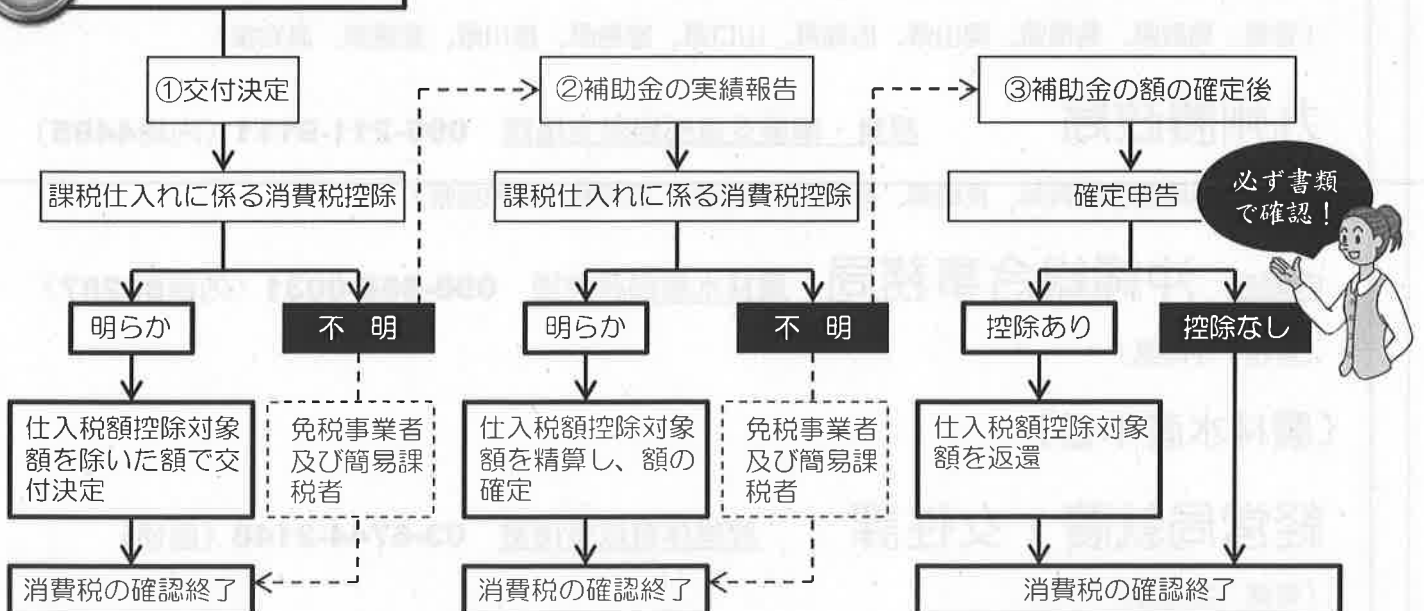 ①交付決定
②補助金の実績報告
③補助金の額の確定後
課税仕入れに係る消費税控除
課税仕入れに係る消費税控除
確定申告
必ず書類
で確認！
明らか
不　明
明らか
不　明
控除あり
控除なし
仕入税額控除対象
額を除いた額で交
付決定
免税事業者
及び簡易課
税者
仕入税額控除対象
額を精算し、額の
確定
免税事業者
及び簡易課
税者
仕入税額控除対象
額を返還
消費税の確認終了
消費税の確認終了
消費税の確認終了